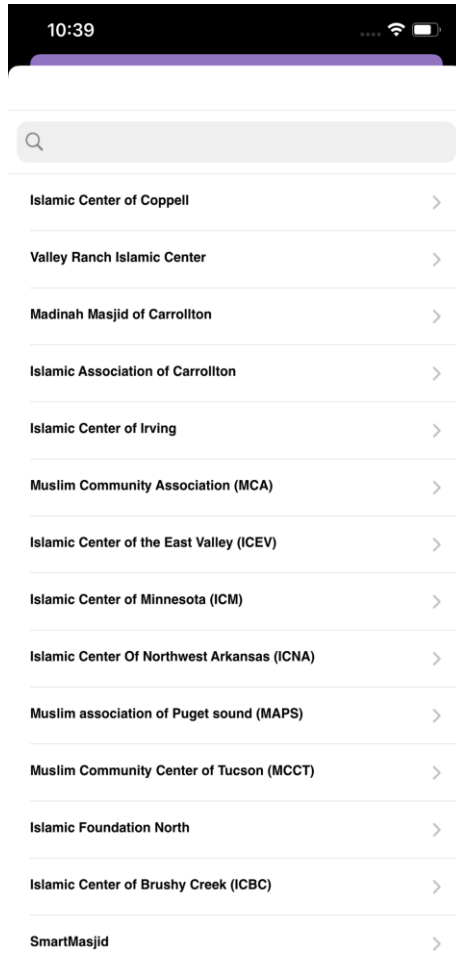 10:39
Islamic Center of Coppell
Valley Ranch Islamic Center
Madinah Masjid of Carrollton
Islamic Association of Carrollton
Islamic Center of Irving
Muslim Community Association (MCA)
Islamic Center of the East Valley (ICEV)
Islamic Center of Minnesota (ICM)
Islamic Center Of Northwest Arkansas (ICNA)
Muslim association of Puget sound (MAPS)
Muslim Community Center of Tucson (MCCT)
Islamic Foundation North
Islamic Center of Brushy Creek (ICBC)
SmartMasjid